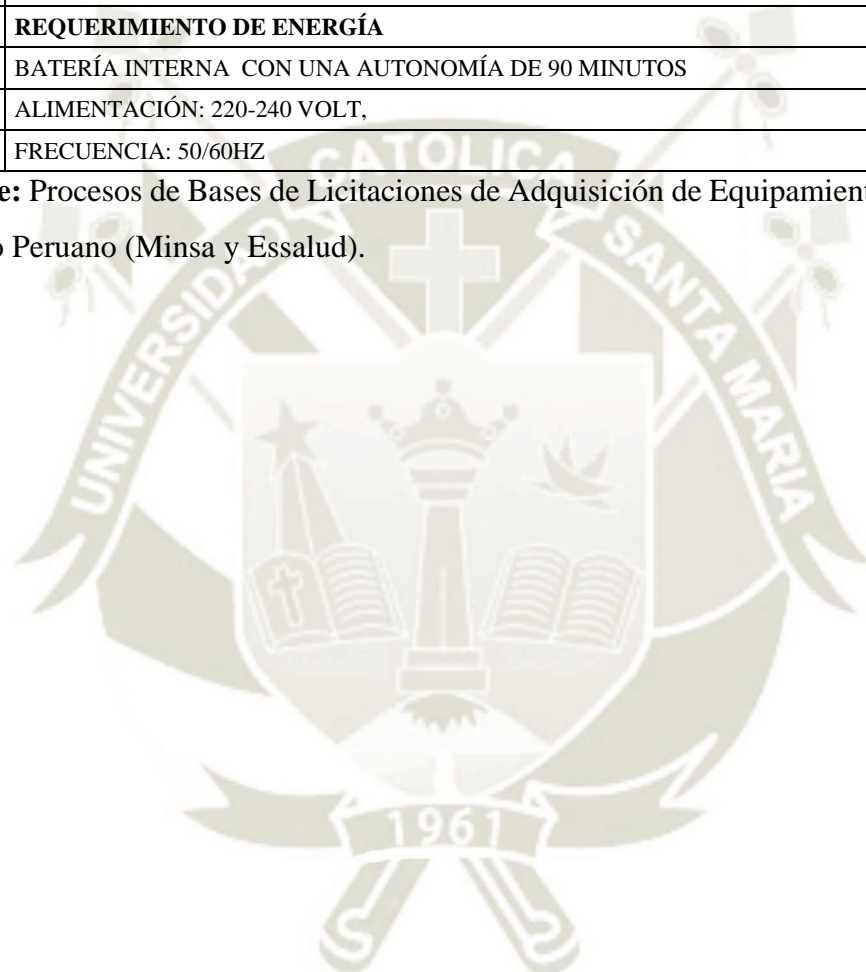 REQUERIMIENTO DE ENERGÍA
BATERÍA INTERNA CON UNA AUTONOMÍA DE 90 MINUTOS
ALIMENTACIÓN: 220-240 VOLT,
FRECUENCIA: 50/60HZ
e: Procesos de Bases de Licitaciones de Adquisición de Equipamient
o Peruano (Minsa y Essalud).
UNIVERSIDAD CATOLICA SANTA MARIA
1961